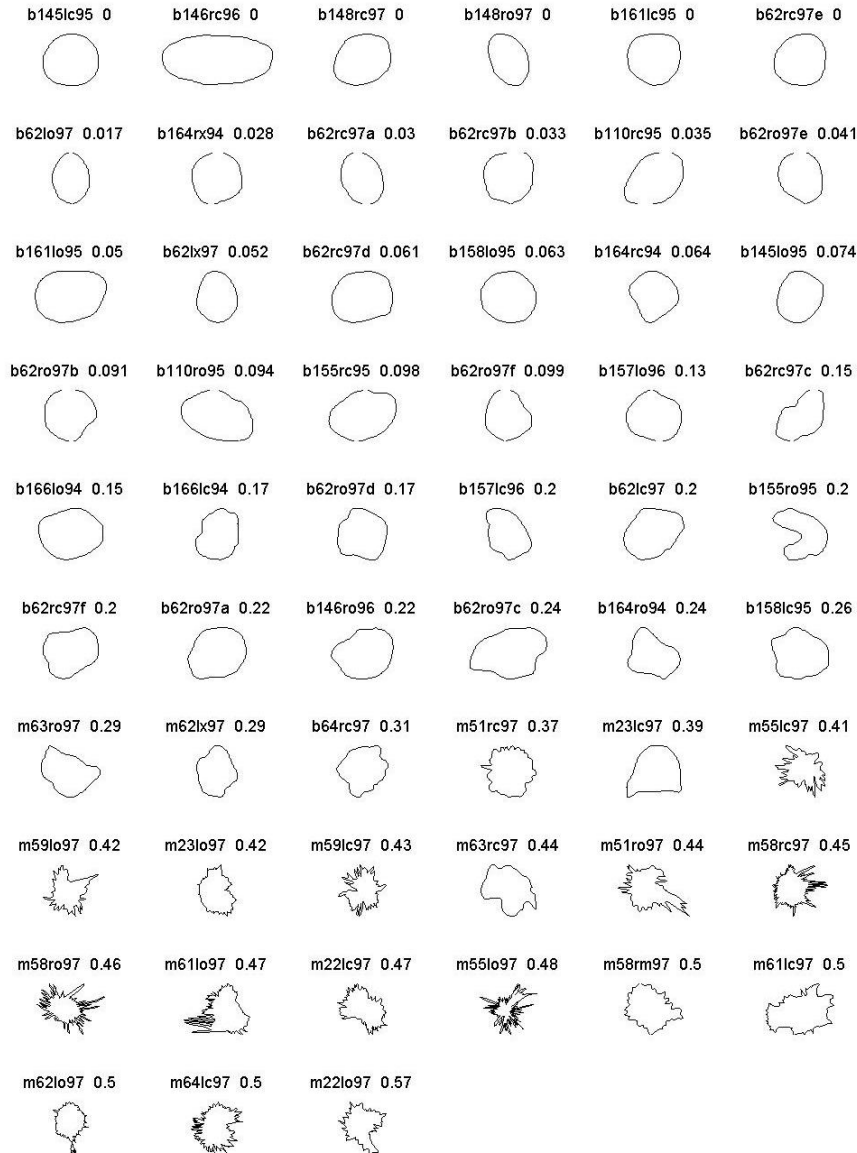 b145lc95 0 b146rc96 0 b148rc97 0 b148ro97 0 b161lc95 0 b62rc97e 0
b62lo97 0.017 b164rx94 0.028 b62rc97a 0.03 b62rc97b 0.033 b110rc95 0.035 b62ro97e 0.041
b161lo95 0.05 b62lx97 0.052 b62rc97d 0.061 b158lo95 0.063 b164rc94 0.064 b145lo95 0.074
b62ro97b 0.091 b110ro95 0.094 b155rc95 0.098 b62ro97f 0.099 b157lo96 0.13 b62rc97c 0.15
b166lo94 0.15 b166lc94 0.17 b62ro97d 0.17 b157lc96 0.2 b62lc97 0.2 b155ro95 0.2
b62rc97f 0.2 b62ro97a 0.22 b146ro96 0.22 b62ro97c 0.24 b164ro94 0.24 b158lc95 0.26
m63ro97 0.29 m62lx97 0.29 b64rc97 0.31 m51rc97 0.37 m23lc97 0.39 m55lc97 0.41
m59lo97 0.42 m23lo97 0.42 m59lc97 0.43 m63rc97 0.44 m51ro97 0.44 m58rc97 0.45
m58ro97 0.46 m61lo97 0.47 m22lc97 0.47 m55lo97 0.48 m58rm97 0.5 m61lc97 0.5
m62lo97 0.5 m64lc97 0.5 m22lo97 0.57